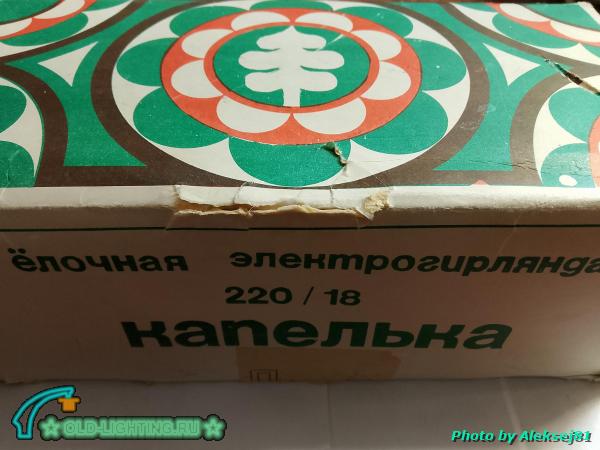 ёлочная электрогирлянда
220 / 18
капелька
OLD-LIGHTING.RU
Photo by Aleksej81